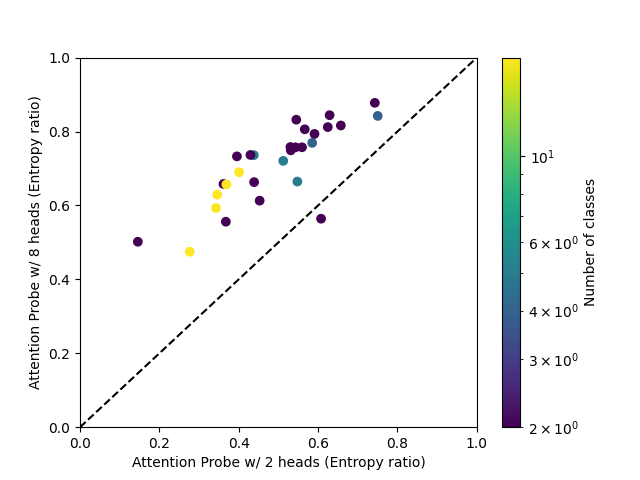 1.0
0.8
0.6
0.4
0.2
0.0
0.0 0.2 0.4 0.6 0.8 1.0
Attention Probe w/ 8 heads (Entropy ratio)
Attention Probe w/ 2 heads (Entropy ratio)
10¹
6 × 10⁰
4 × 10⁰
3 × 10⁰
2 × 10⁰
Number of classes